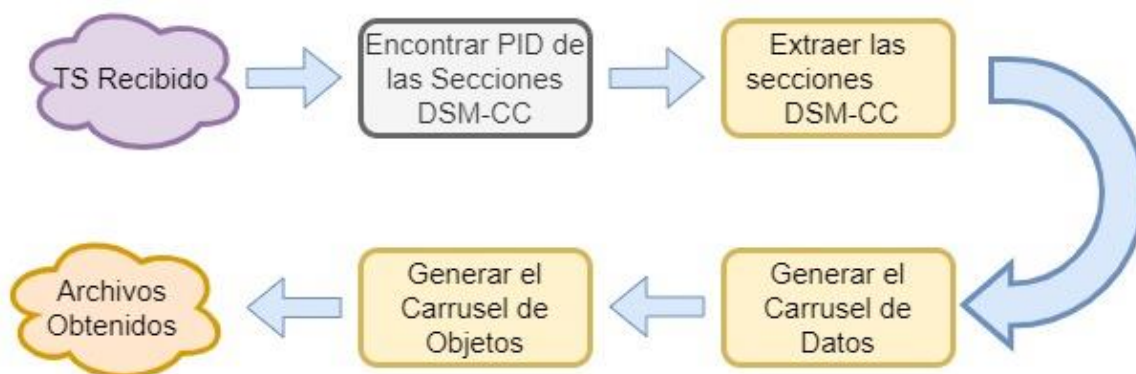 TS Recibido
Encontrar PID de
las Secciones
DSM-CC
Extraer las
secciones
DSM-CC
Generar el
Carrusel de
Datos
Generar el
Carrusel de
Objetos
Archivos
Obtenidos